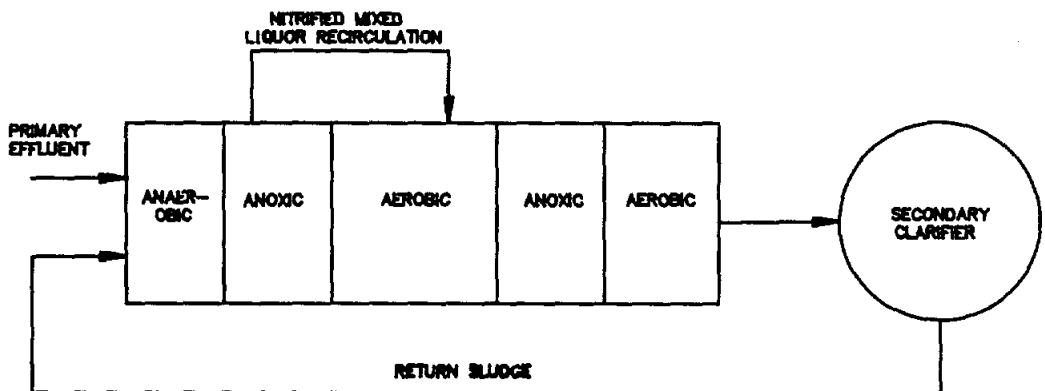 NITRIFIED MIXED
LIQUOR RECIRCULATION
PRIMARY
EFFLUENT
ANAER-
OBIC
ANOXIC
AEROBIC
ANOXIC
AEROBIC
SECONDARY
CLARIFIER
RETURN SLUDGE